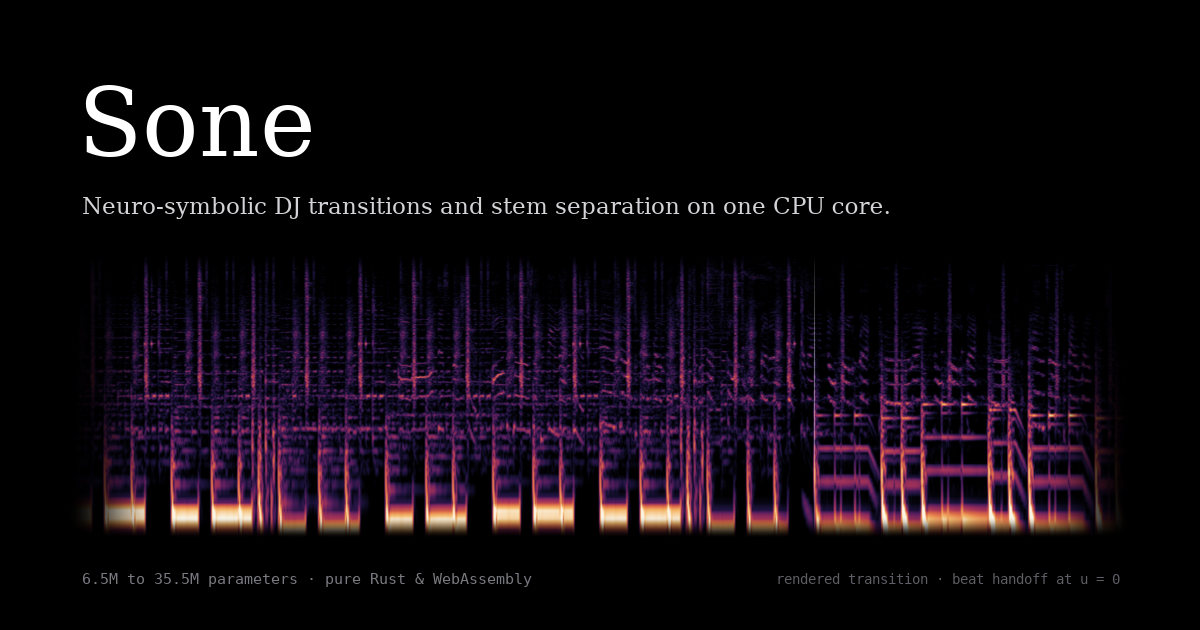 Sone
Neuro-symbolic DJ transitions and stem separation on one CPU core.
6.5M to 35.5M parameters · pure Rust & WebAssembly
rendered transition · beat handoff at u = 0